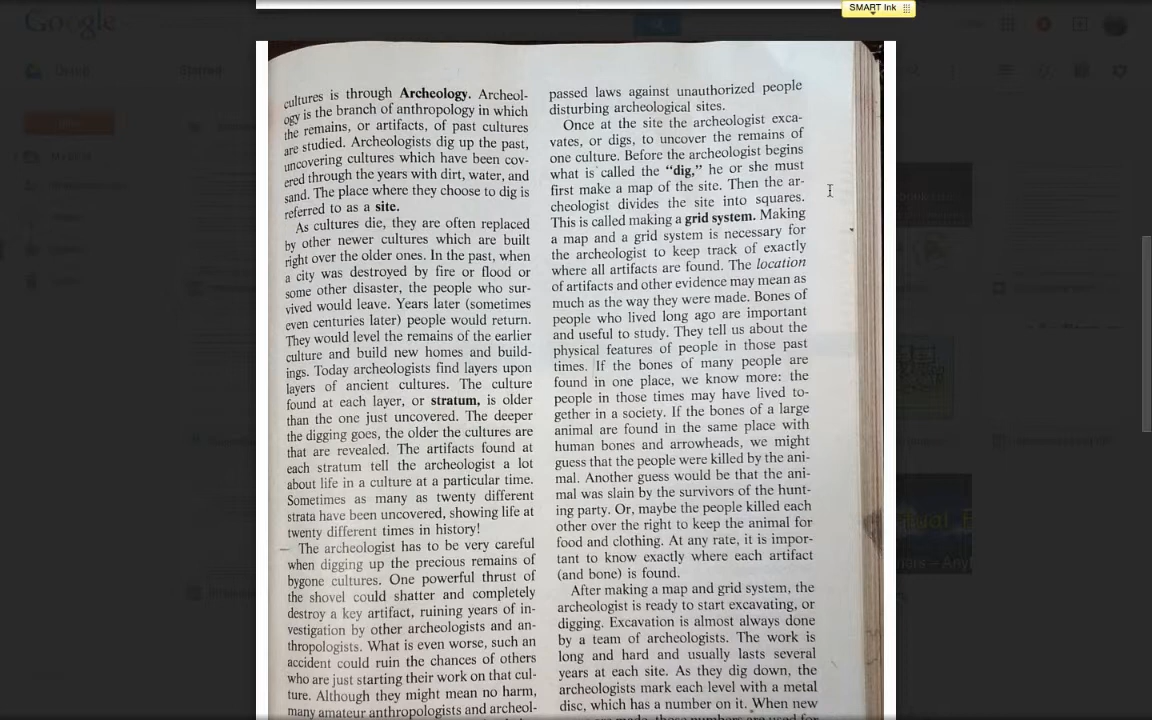 Google
SMART Ink
cultures is through Archeology. Archeol-
ogy is the branch of anthropology in which
the remains, or artifacts, of past cultures
are studied. Archeologists dig up the past,
uncovering cultures which have been cov-
ered through the years with dirt, water, and
sand. The place where they choose to dig is
referred to as a site.
As cultures die, they are often replaced
by other newer cultures which are built
right over the older ones. In the past, when
a city was destroyed by fire or flood or
some other disaster, the people who sur-
vived would leave. Years later (sometimes
even centuries later) people would return.
They would level the remains of the earlier
culture and build new homes and build-
ings. Today archeologists find layers upon
layers of ancient cultures. The culture
found at each layer, or stratum, is older
than the one just uncovered. The deeper
the digging goes, the older the cultures are
that are revealed. The artifacts found at
each stratum tell the archeologist a lot
about life in a culture at a particular time.
Sometimes as many as twenty different
strata have been uncovered, showing life at
twenty different times in history!
The archeologist has to be very careful
when digging up the precious remains of
bygone cultures. One powerful thrust of
the shovel could shatter and completely
destroy a key artifact, ruining years of in-
vestigation by other archeologists and an-
thropologists. What is even worse, such an
accident could ruin the chances of others
who are just starting their work on that cul-
ture. Although they might mean no harm,
many amateur anthropologists and archeol-
passed laws against unauthorized people
disturbing archeological sites.
Once at the site the archeologist exca-
vates, or digs, to uncover the remains of
one culture. Before the archeologist begins
what is called the “dig,” he or she must
first make a map of the site. Then the ar-
cheologist divides the site into squares.
This is called making a grid system. Making
a map and a grid system is necessary for
the archeologist to keep track of exactly
where all artifacts are found. The location
of artifacts and other evidence may mean as
much as the way they were made. Bones of
people who lived long ago are important
and useful to study. They tell us about the
physical features of people in those past
times. If the bones of many people are
found in one place, we know more: the
people in those times may have lived to-
gether in a society. If the bones of a large
animal are found in the same place with
human bones and arrowheads, we might
guess that the people were killed by the ani-
mal. Another guess would be that the ani-
mal was slain by the survivors of the hunt-
ing party. Or, maybe the people killed each
other over the right to keep the animal for
food and clothing. At any rate, it is impor-
tant to know exactly where each artifact
(and bone) is found.
After making a map and grid system, the
archeologist is ready to start excavating, or
digging. Excavation is almost always done
by a team of archeologists. The work is
long and hard and usually lasts several
years at each site. As they dig down, the
archeologists mark each level with a metal
disc, which has a number on it. When new